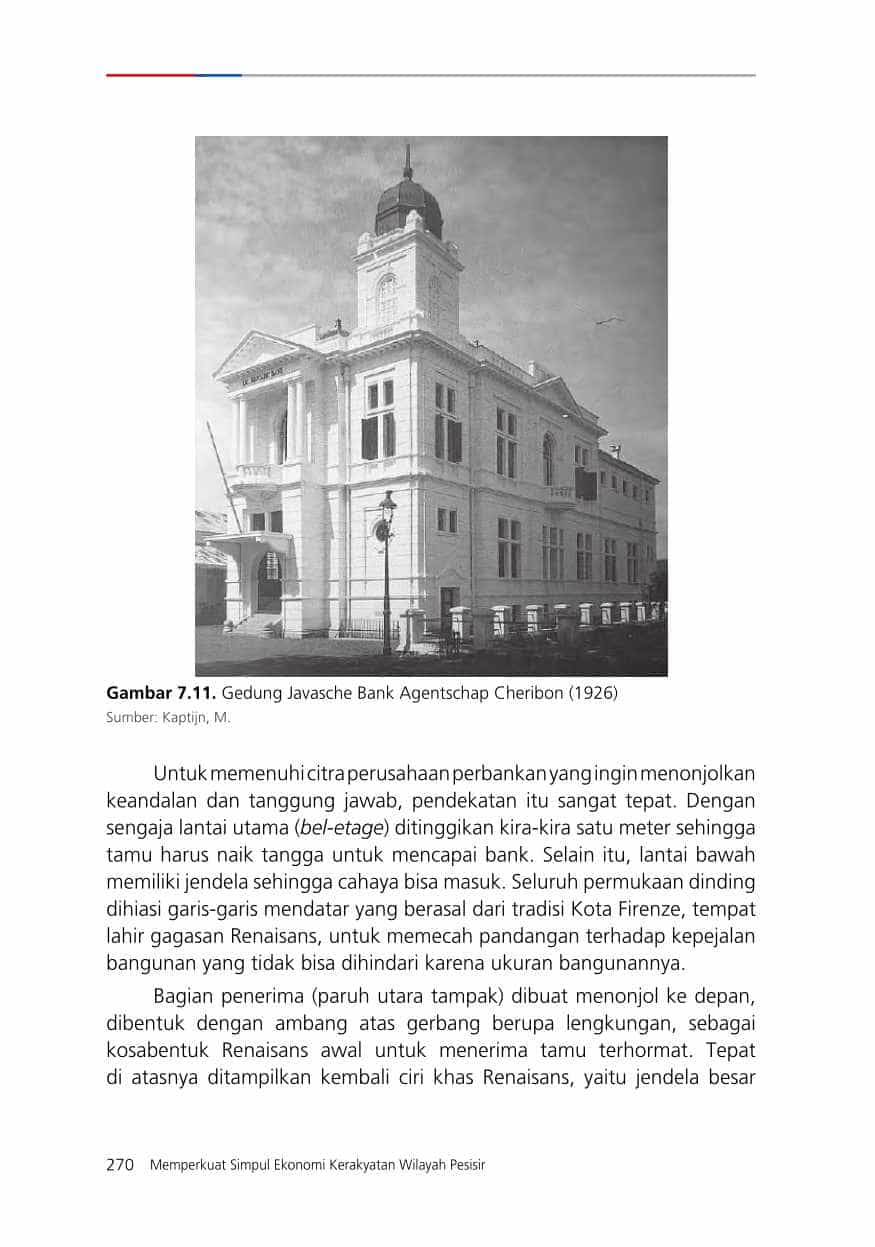 Gambar 7.11. Gedung Javasche Bank Agentschap Cheribon (1926)
Sumber: Kaptijn, M.
Untuk memenuhi citra perusahaan perbankan yang ingin menonjolkan
keandalan dan tanggung jawab, pendekatan itu sangat tepat. Dengan
sengaja lantai utama (bel-etage) ditinggikan kira-kira satu meter sehingga
tamu harus naik tangga untuk mencapai bank. Selain itu, lantai bawah
memiliki jendela sehingga cahaya bisa masuk. Seluruh permukaan dinding
dihiasi garis-garis mendatar yang berasal dari tradisi Kota Firenze, tempat
lahir gagasan Renaisans, untuk memecah pandangan terhadap kepejalan
bangunan yang tidak bisa dihindari karena ukuran bangunannya.
Bagian penerima (paruh utara tampak) dibuat menonjol ke depan,
dibentuk dengan ambang atas gerbang berupa lengkungan, sebagai
kosabentuk Renaisans awal untuk menerima tamu terhormat. Tepat
di atasnya ditampilkan kembali ciri khas Renaisans, yaitu jendela besar
270 Memperkuat Simpul Ekonomi Kerakyatan Wilayah Pesisir